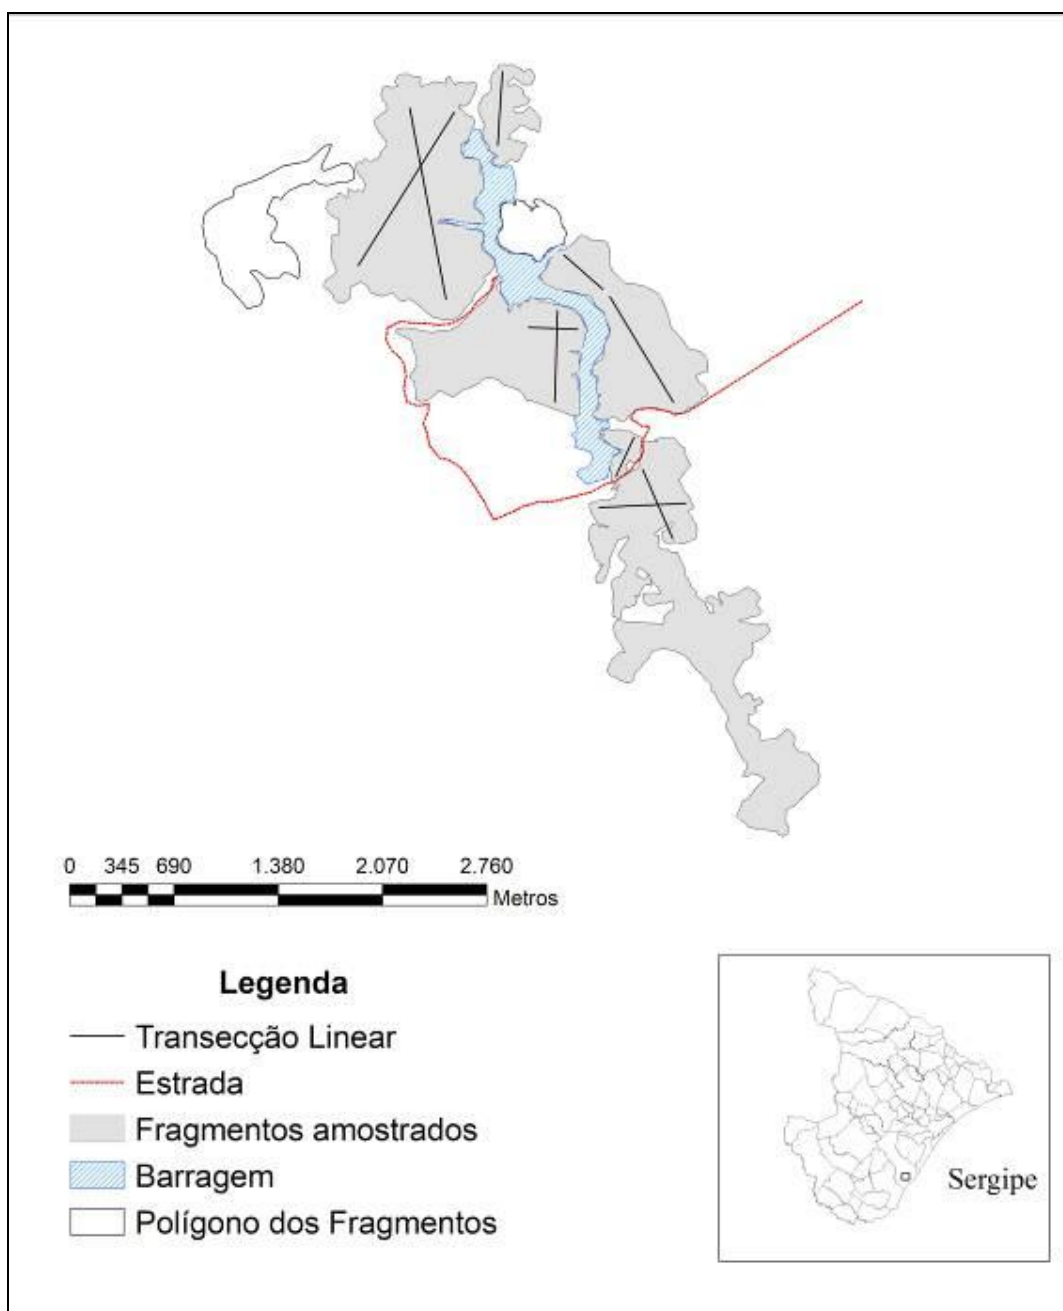 0 345 690 1.380 2.070 2.760
Metros
Legenda
Transecção Linear
Estrada
Fragmentos amostrados
Barragem
Polígono dos Fragmentos
Sergipe